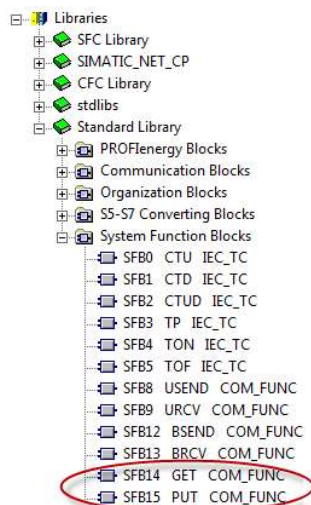 Libraries
SFC Library
SIMATIC_NET_CP
CFC Library
stdlibs
Standard Library
PROFIenergy Blocks
Communication Blocks
Organization Blocks
S5-S7 Converting Blocks
System Function Blocks
SFB0 CTU IEC_TC
SFB1 CTD IEC_TC
SFB2 CTUD IEC_TC
SFB3 TP IEC_TC
SFB4 TON IEC_TC
SFB5 TOF IEC_TC
SFB8 USEND COM_FUNC
SFB9 URCV COM_FUNC
SFB12 BSEND COM_FUNC
SFB13 BRCV COM_FUNC
SFB14 GET COM_FUNC
SFB15 PUT COM_FUNC